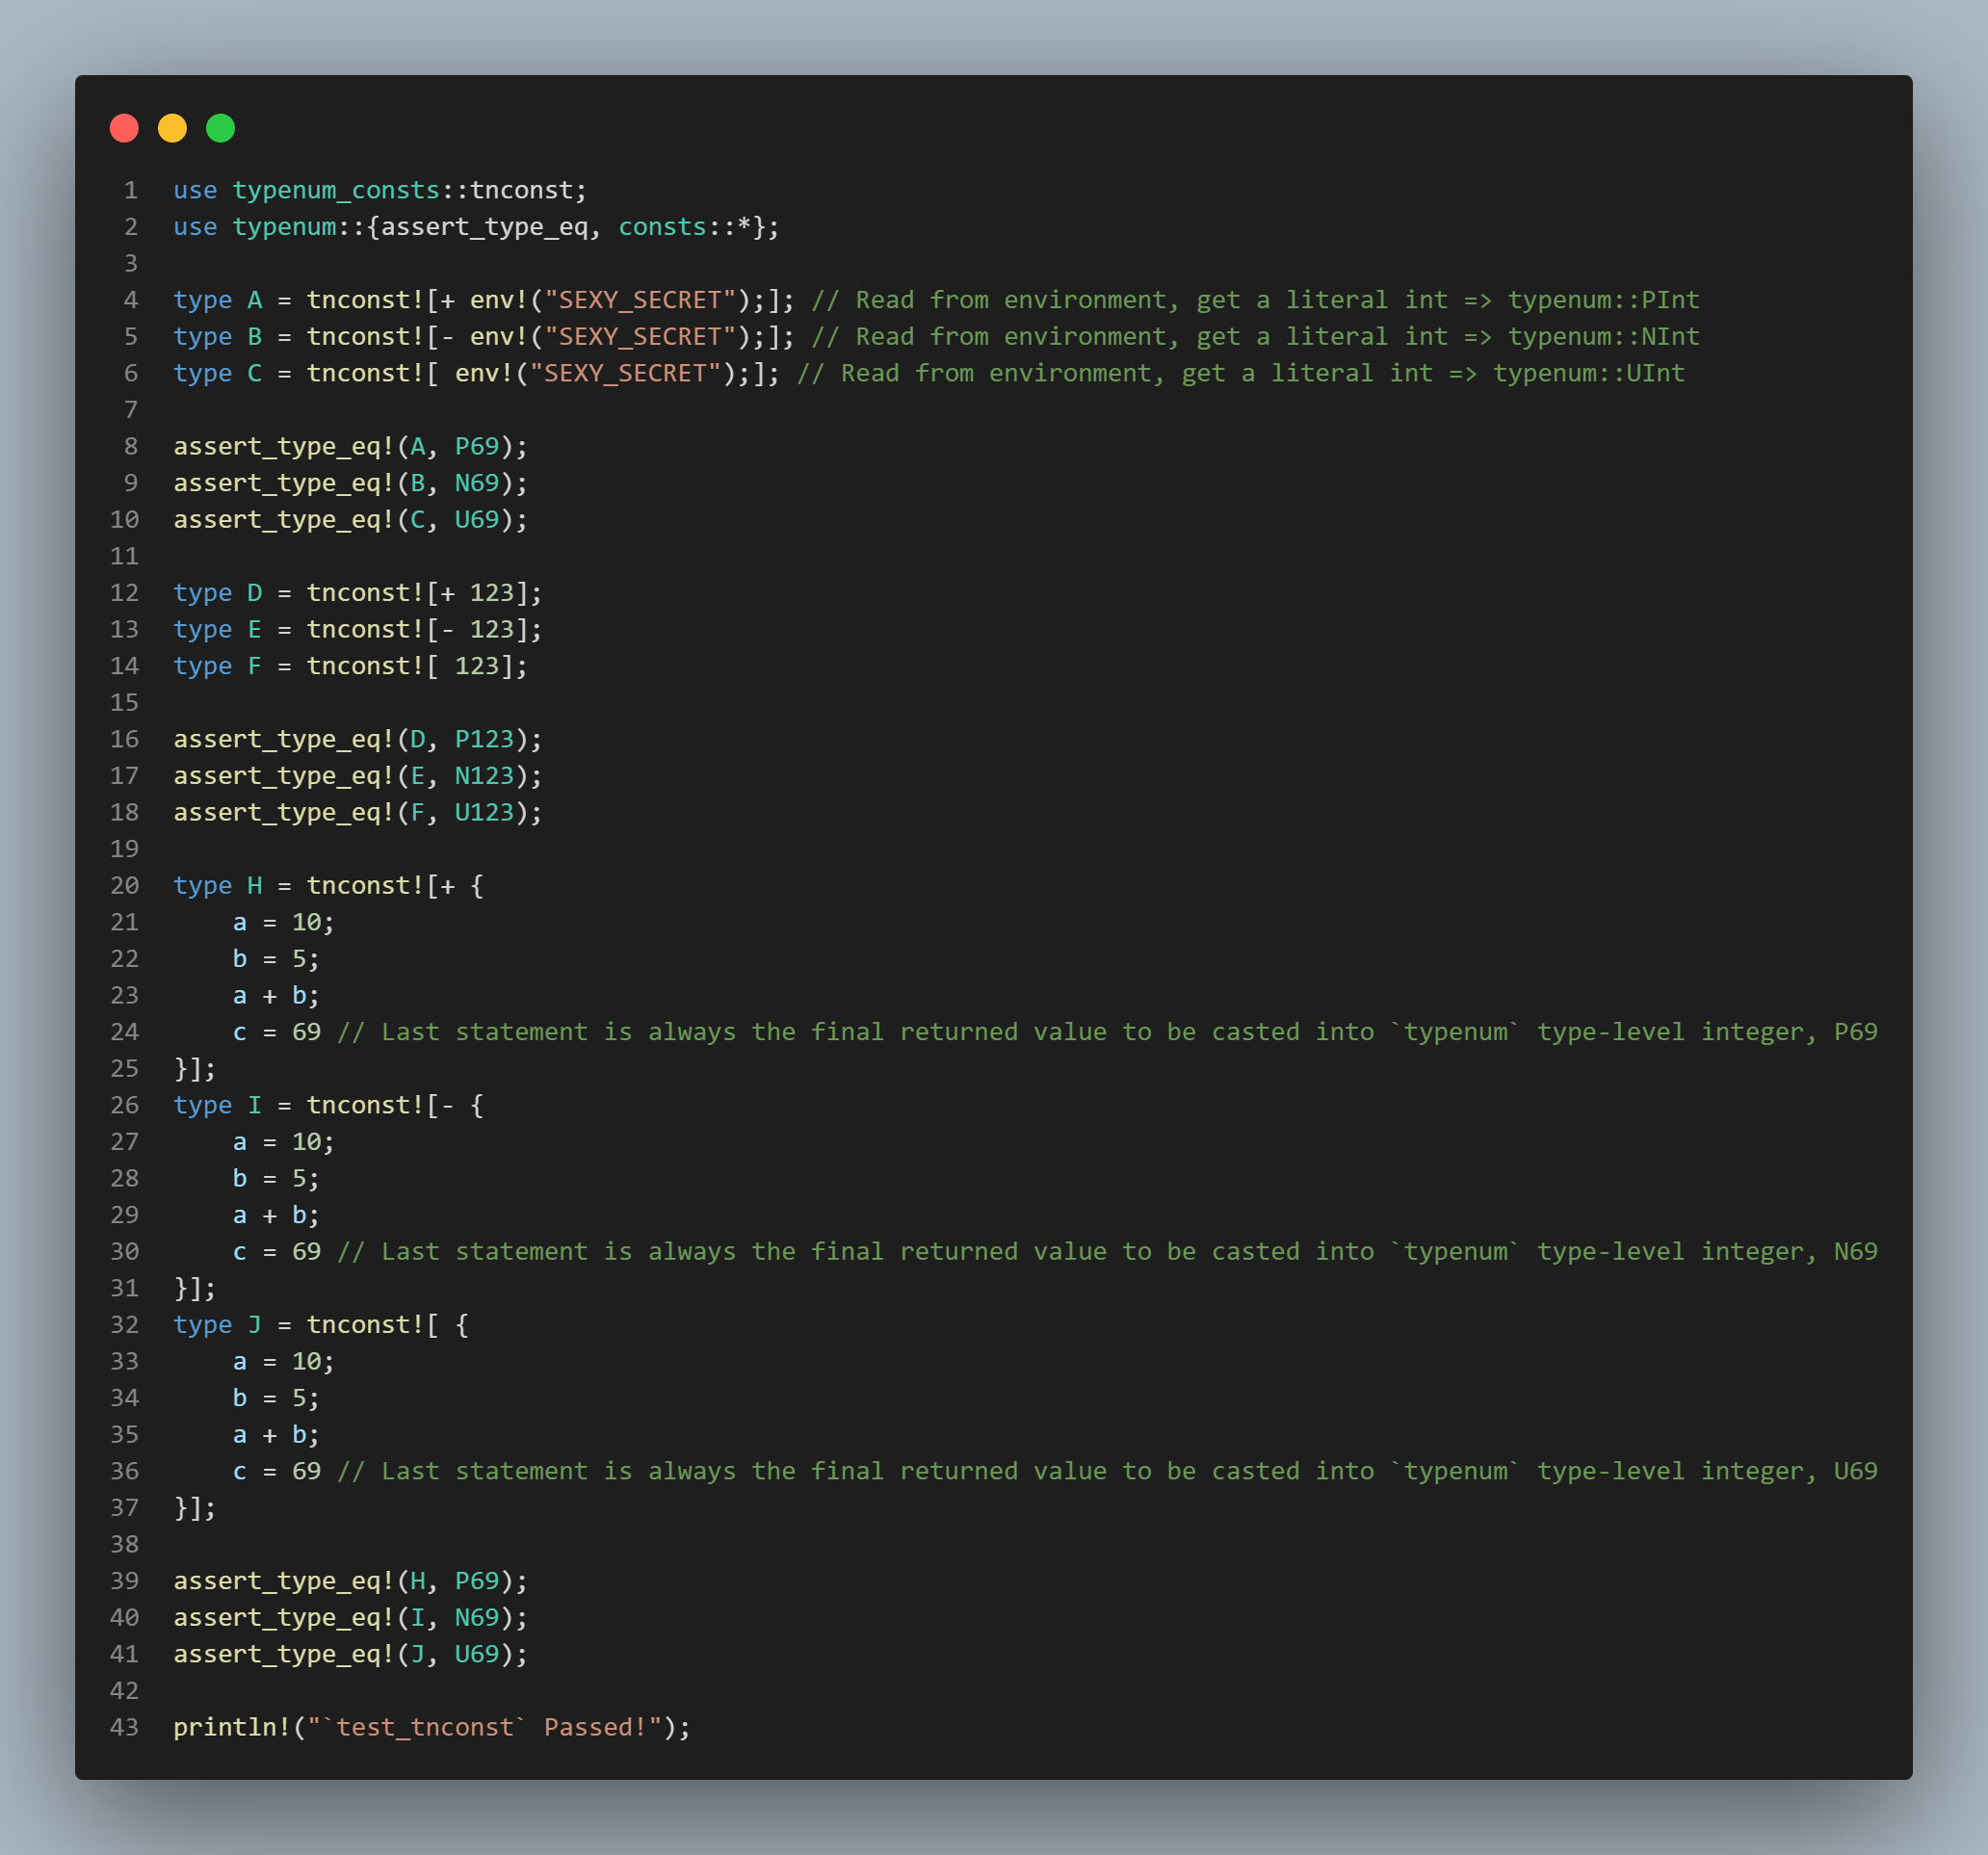 1 use typenum_consts::tnconst;
2 use typenum::{assert_type_eq, consts::*};
3
4 type A = tnconst![+ env!("SEXY_SECRET");]; // Read from environment, get a literal int => typenum::PInt
5 type B = tnconst![- env!("SEXY_SECRET");]; // Read from environment, get a literal int => typenum::NInt
6 type C = tnconst![ env!("SEXY_SECRET");]; // Read from environment, get a literal int => typenum::UInt
7
8 assert_type_eq!(A, P69);
9 assert_type_eq!(B, N69);
10 assert_type_eq!(C, U69);
11
12 type D = tnconst![+ 123];
13 type E = tnconst![- 123];
14 type F = tnconst![ 123];
15
16 assert_type_eq!(D, P123);
17 assert_type_eq!(E, N123);
18 assert_type_eq!(F, U123);
19
20 type H = tnconst![+ {
21     a = 10;
22     b = 5;
23     a + b;
24     c = 69 // Last statement is always the final returned value to be casted into `typenum` type-level integer, P69
25 }];
26 type I = tnconst![- {
27     a = 10;
28     b = 5;
29     a + b;
30     c = 69 // Last statement is always the final returned value to be casted into `typenum` type-level integer, N69
31 }];
32 type J = tnconst![ {
33     a = 10;
34     b = 5;
35     a + b;
36     c = 69 // Last statement is always the final returned value to be casted into `typenum` type-level integer, U69
37 }];
38
39 assert_type_eq!(H, P69);
40 assert_type_eq!(I, N69);
41 assert_type_eq!(J, U69);
42
43 println!("`test_tnconst` Passed!");